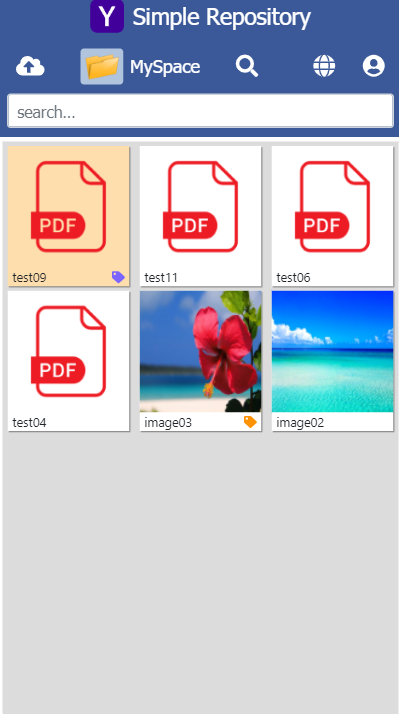 Y Simple Repository
MySpace
search...
PDF PDF PDF
test09 test11 test06
PDF
test04 image03 image02